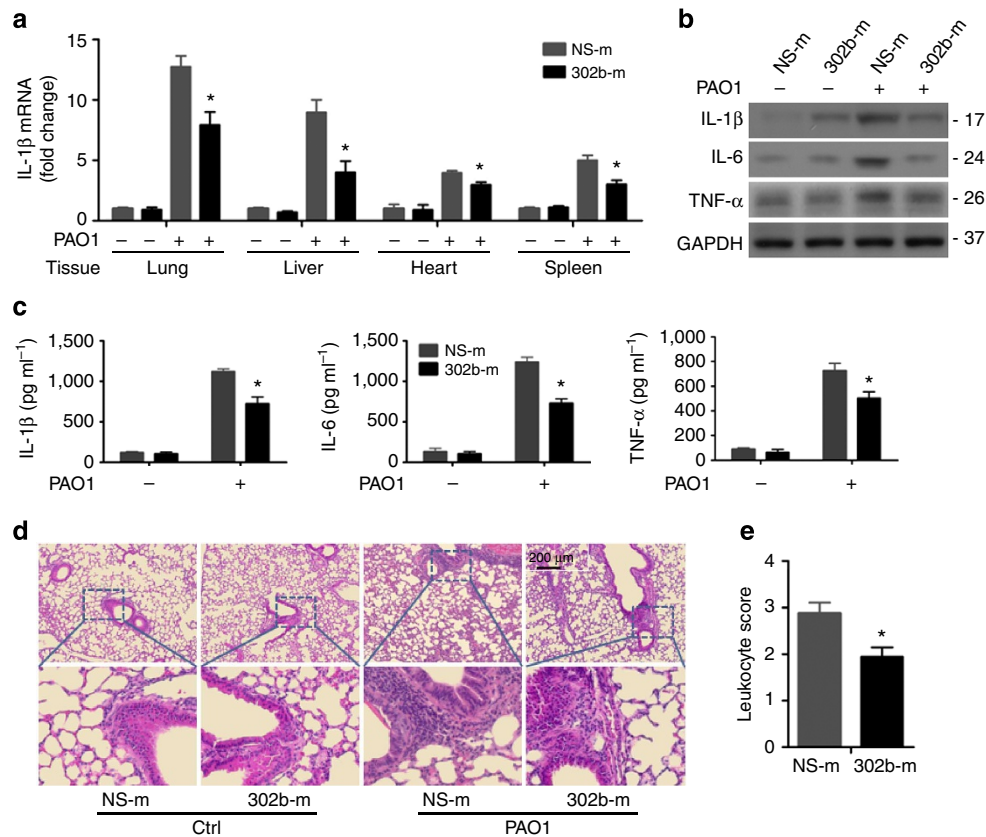 a
15
10
5
0
IL-1β mRNA
(fold change)
NS-m
302b-m
*
*
*
*
PAO1 – – + + – – + + – – + + – – + +
Tissue Lung Liver Heart Spleen
b
NS-m 302b-m NS-m 302b-m
PAO1 – – + +
IL-1β - 17
IL-6 - 24
TNF-α - 26
GAPDH - 37
c
IL-1β (pg ml⁻¹)
1,500
1,000
500
0
*
PAO1 – +
IL-6 (pg ml⁻¹)
1,500
1,000
500
0
NS-m
302b-m
*
PAO1 – +
TNF-α (pg ml⁻¹)
1,000
800
600
400
200
0
*
PAO1 – +
d
200 μm
NS-m 302b-m NS-m 302b-m
Ctrl PAO1
e
Leukocyte score
4
3
2
1
0
*
NS-m 302b-m